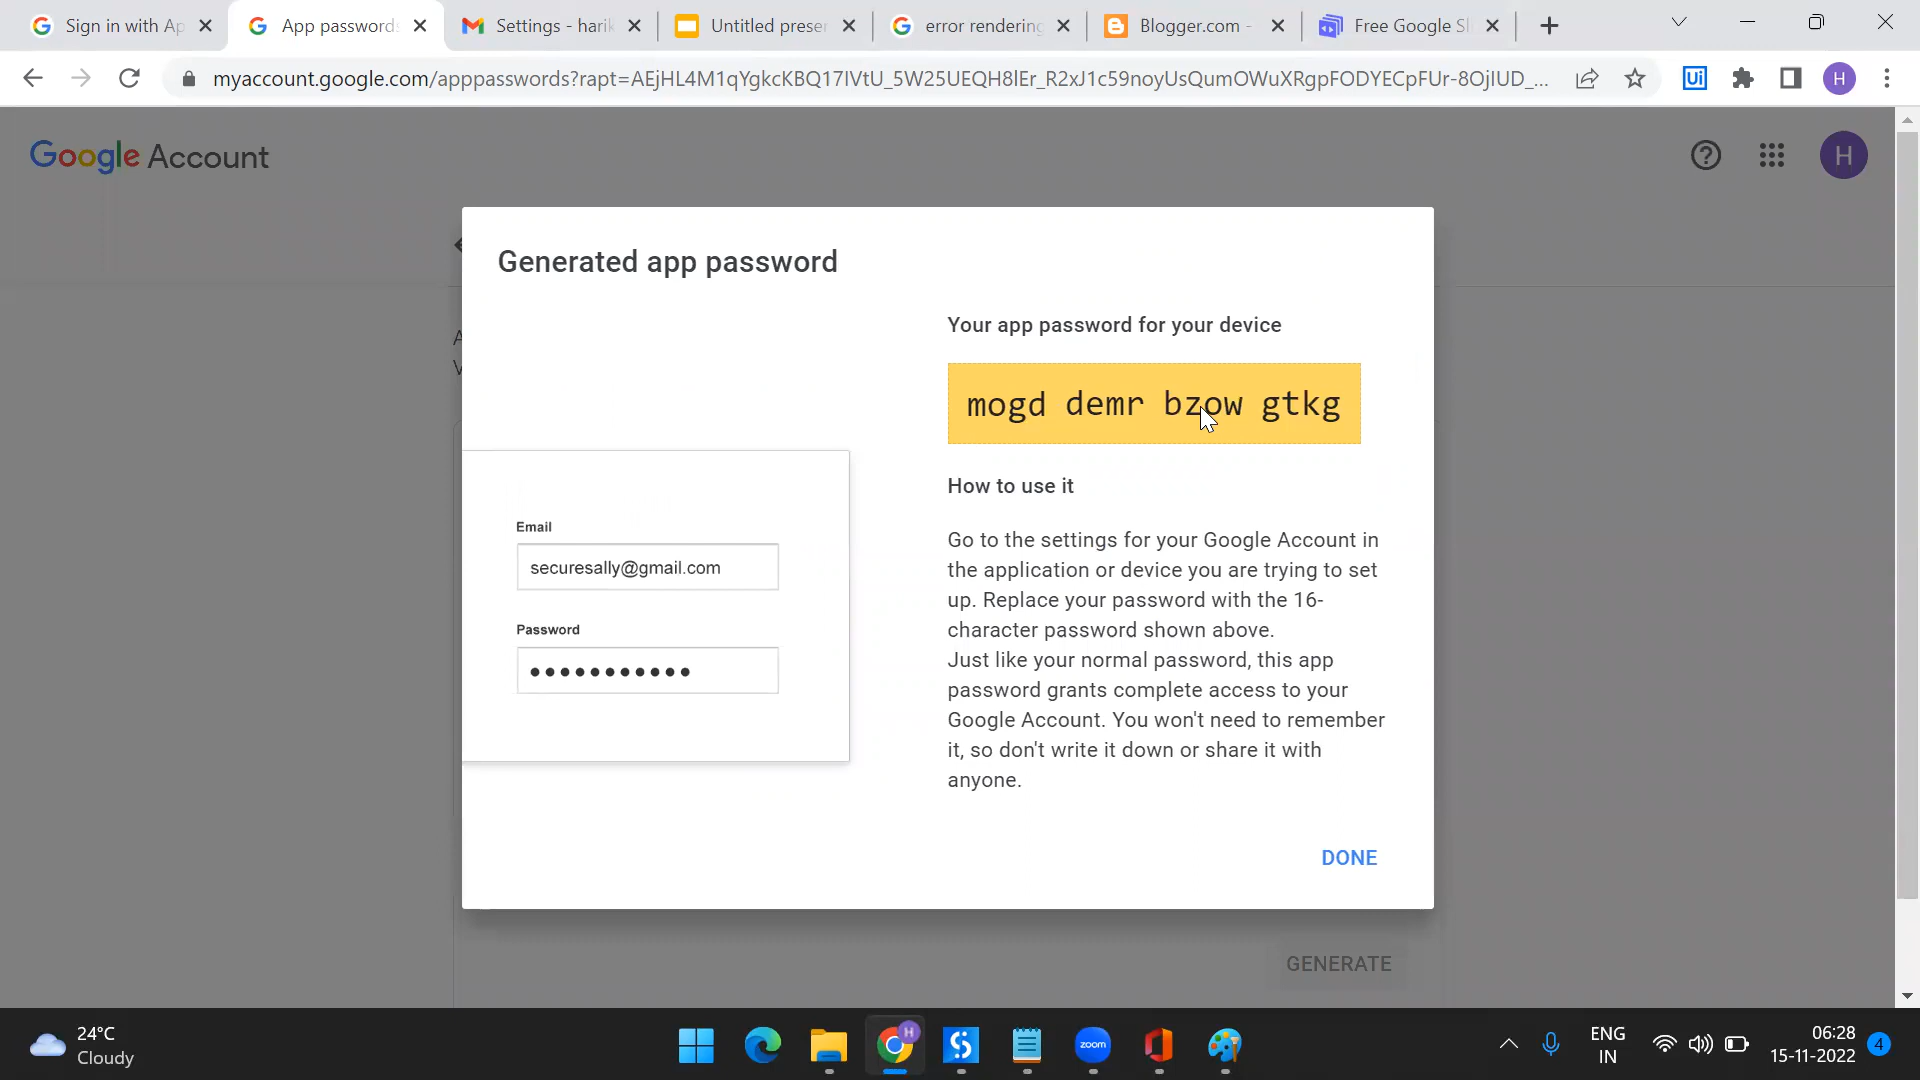 Sign in with Ap
App passwords
Settings - harik
Untitled preser
error rendering
Blogger.com -
Free Google Sl
myaccount.google.com/apppasswords?rapt=AEjHL4M1qYgkcKBQ17IVtU_5W25UEQH8lEr_R2xJ1c59noyUsQumOWuXRgpFODYECpFUr-8OjIUD_...
Ui
H
Google Account
H
Generated app password
Your app password for your device
mogd demr bzow gtkg
How to use it
Go to the settings for your Google Account in
the application or device you are trying to set
up. Replace your password with the 16-
character password shown above.
Just like your normal password, this app
password grants complete access to your
Google Account. You won't need to remember
it, so don't write it down or share it with
anyone.
Email
securesally@gmail.com
Password
DONE
GENERATE
24°C
Cloudy
H
zoom
ENG
IN
06:28
15-11-2022
4